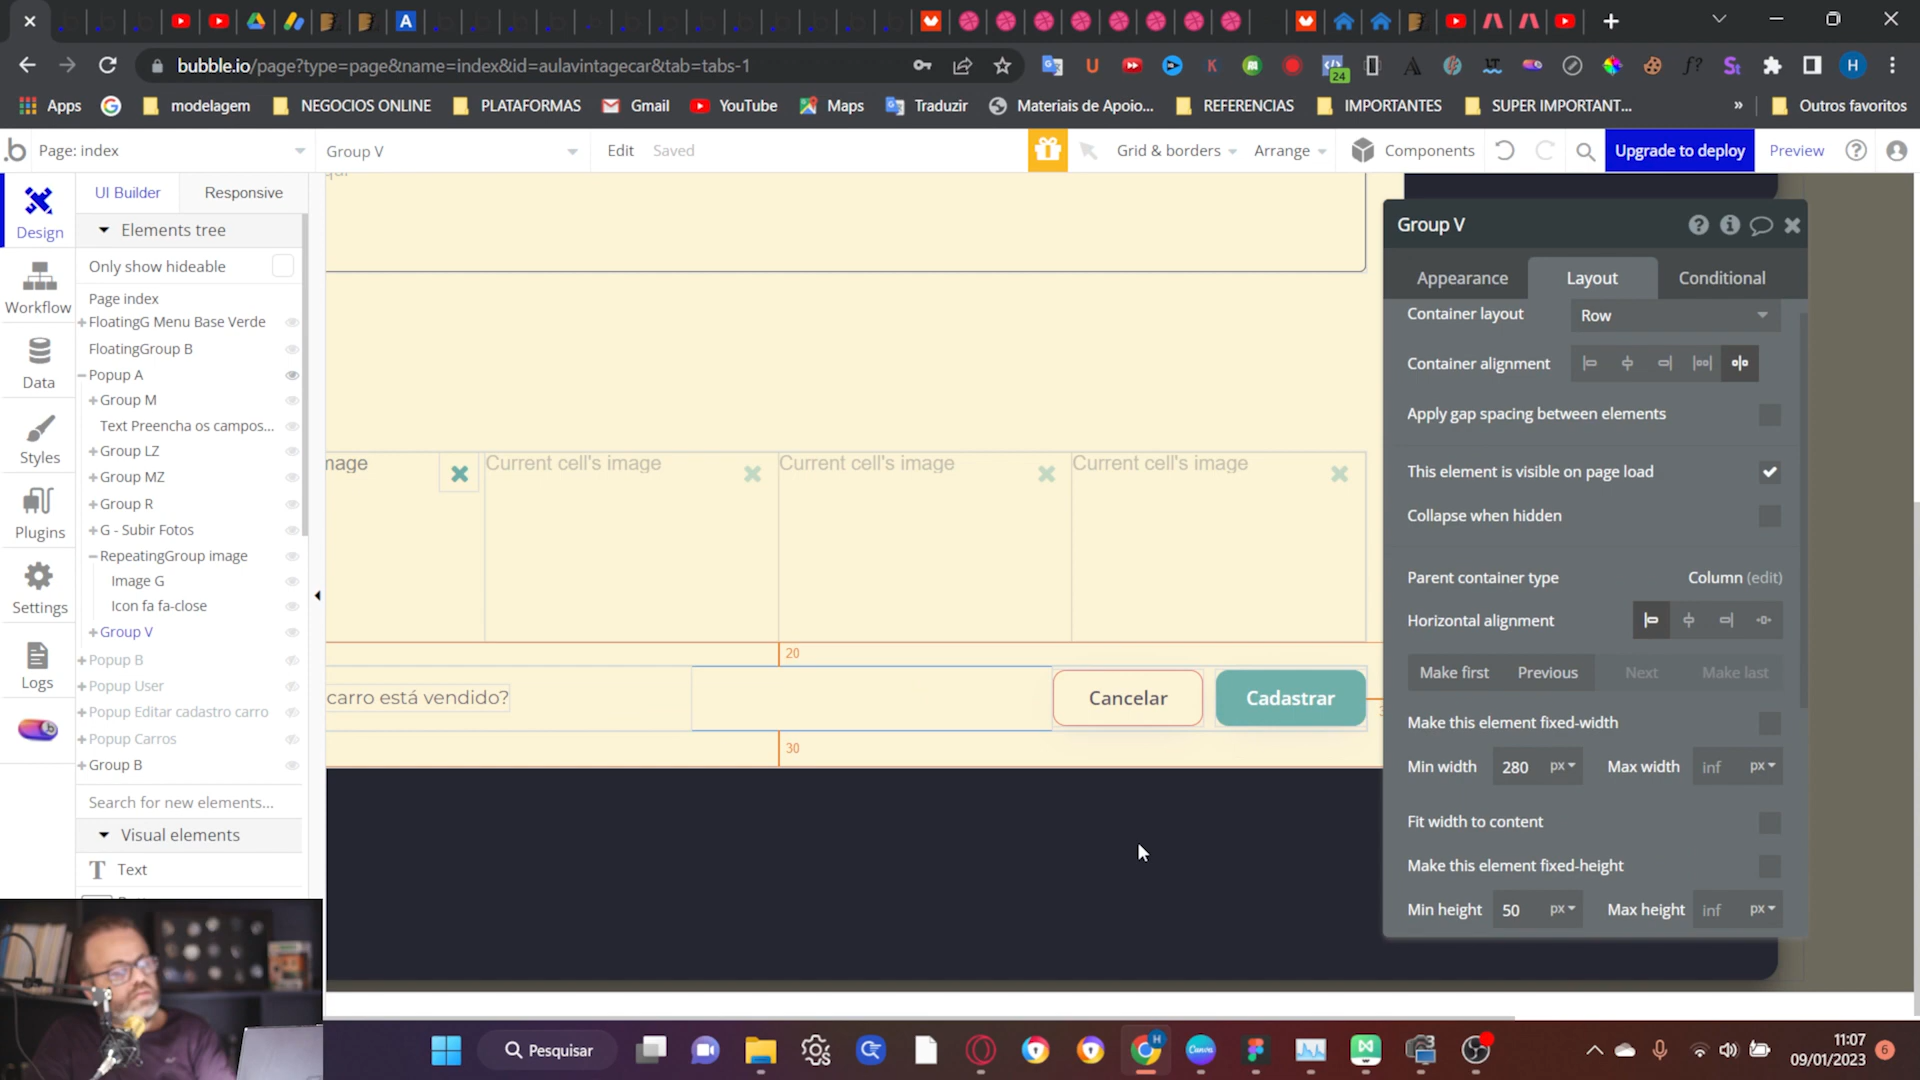 bubble.io/page?type=page&name=index&id=aulavintagecar&tab=tabs-1
24
H
Apps
modelagem
NEGOCIOS ONLINE
PLATAFORMAS
Gmail
YouTube
Maps
Traduzir
Materiais de Apoio...
REFERENCIAS
IMPORTANTES
SUPER IMPORTANT...
»
Outros favoritos
Page: index
Group V
Edit
Saved
Grid & borders
Arrange
Components
Upgrade to deploy
Preview
Design
Workflow
Data
Styles
Plugins
Settings
Logs
UI Builder
Responsive
Elements tree
Only show hideable
Page index
FloatingG Menu Base Verde
FloatingGroup B
Popup A
Group M
Text Preencha os campos...
Group LZ
Group MZ
Group R
G - Subir Fotos
RepeatingGroup image
Image G
Icon fa fa-close
Group V
Popup B
Popup User
Popup Editar cadastro carro
Popup Carros
Group B
Search for new elements...
Visual elements
Text
Current cell's image
Current cell's image
Current cell's image
20
carro está vendido?
Cancelar
Cadastrar
30
Group V
Appearance
Layout
Conditional
Container layout
Row
Container alignment
Apply gap spacing between elements
This element is visible on page load
Collapse when hidden
Parent container type
Column (edit)
Horizontal alignment
Make first
Previous
Next
Make last
Make this element fixed-width
Min width
280
px
Max width
inf
px
Fit width to content
Make this element fixed-height
Min height
50
px
Max height
inf
px
Pesquisar
11:07
09/01/2023
6